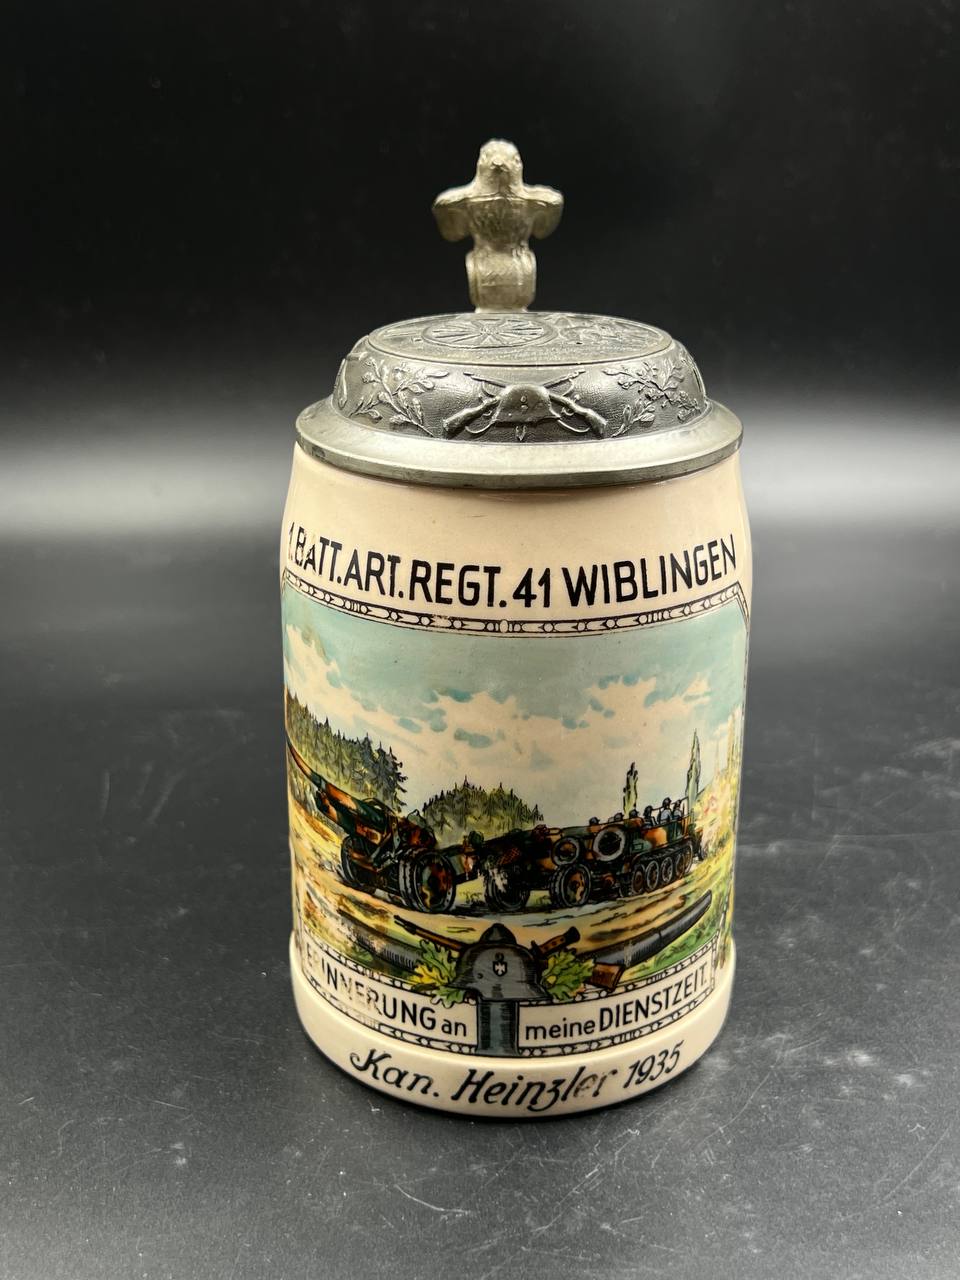 1.BATT.ART.REGT.41 WIBLINGEN
ERINNERUNG an meine DIENSTZEIT.
Kan. Heinzler 1935